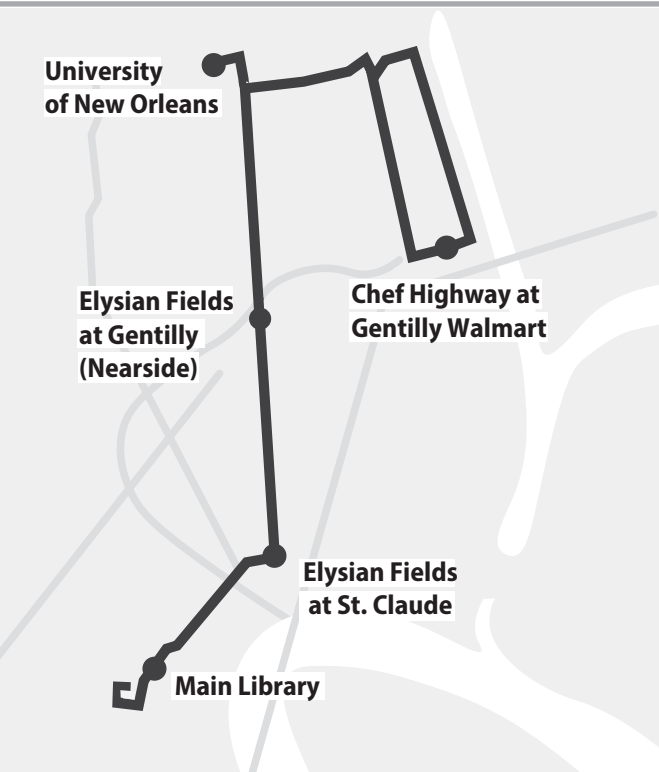 University
of New Orleans
Elysian Fields
at Gentilly
(Nearside)
Chef Highway at
Gentilly Walmart
Elysian Fields
at St. Claude
Main Library